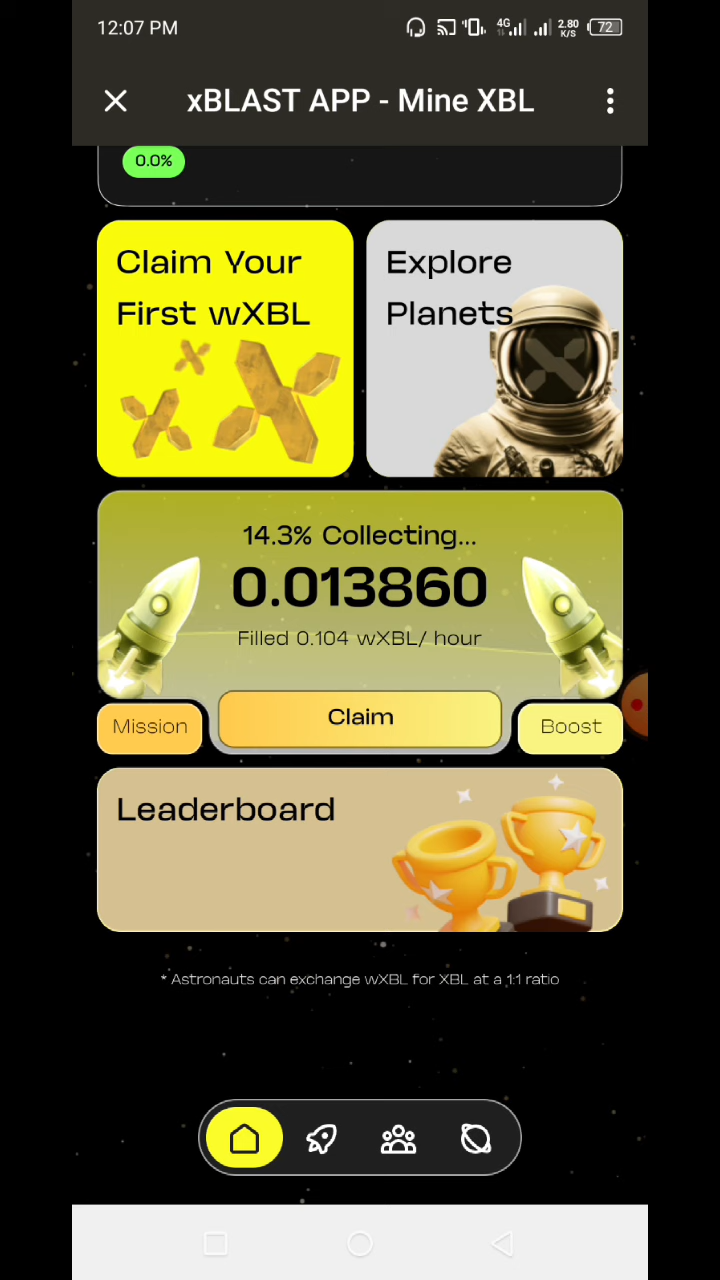 12:07 PM
4G
2.80
K/S
72
xBLAST APP - Mine XBL
0.0%
Claim Your
First wXBL
Explore
Planets
14.3% Collecting...
0.013860
Filled 0.104 wXBL/ hour
Mission
Claim
Boost
Leaderboard
* Astronauts can exchange wXBL for XBL at a 1:1 ratio